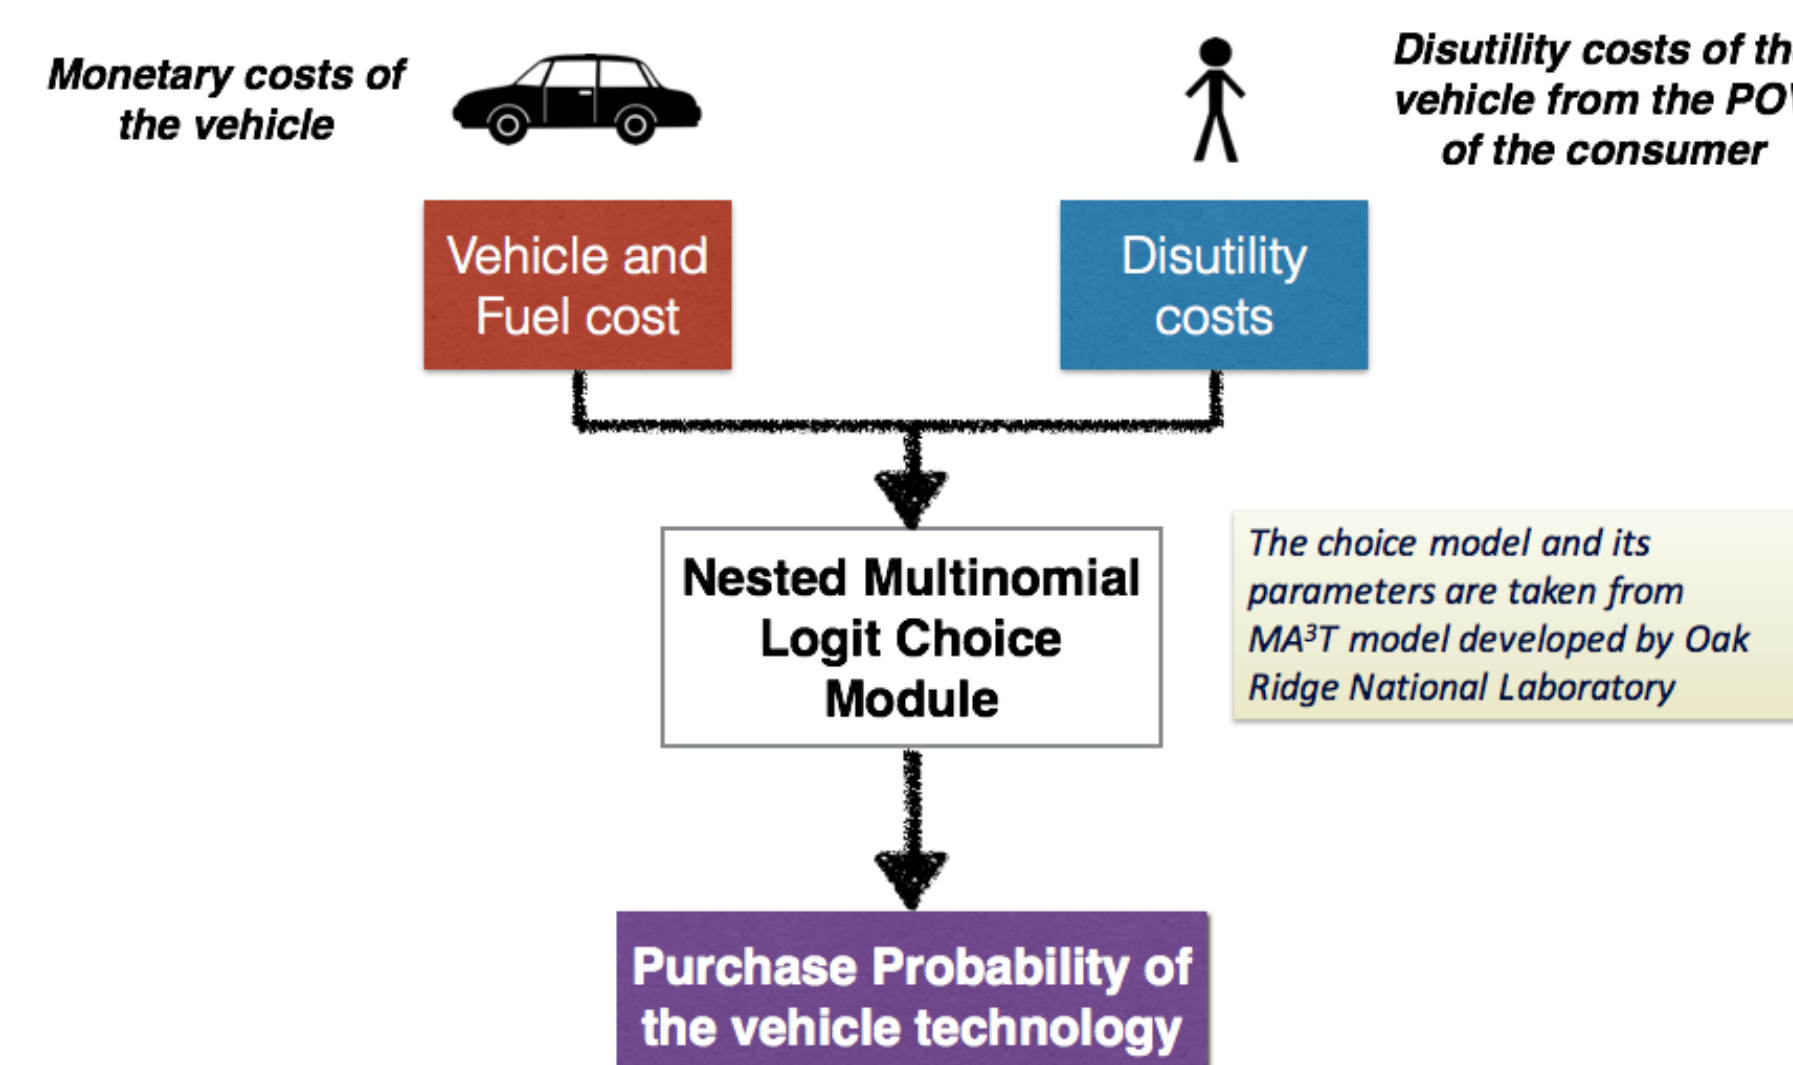 Monetary costs of
the vehicle
Disutility costs of the
vehicle from the POV
of the consumer
Vehicle and
Fuel cost
Disutility
costs
Nested Multinomial
Logit Choice
Module
The choice model and its
parameters are taken from
MA³T model developed by Oak
Ridge National Laboratory
Purchase Probability of
the vehicle technology